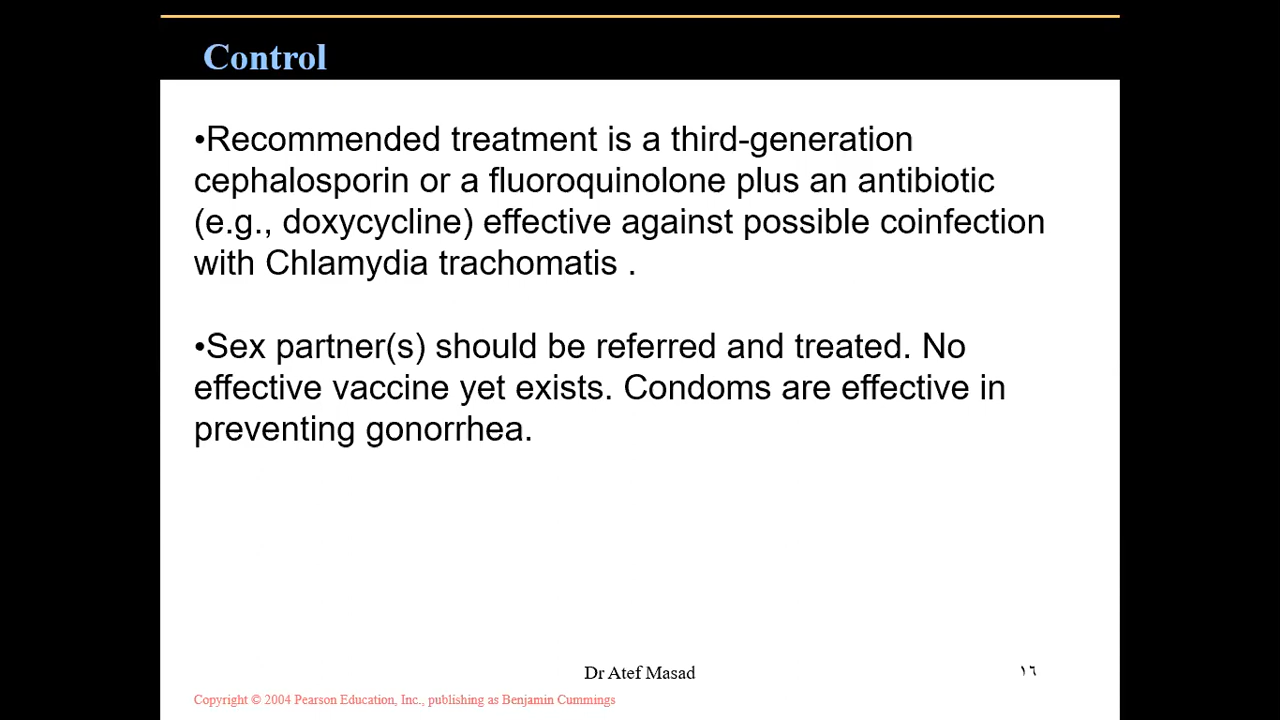 Control
•Recommended treatment is a third-generation
cephalosporin or a fluoroquinolone plus an antibiotic
(e.g., doxycycline) effective against possible coinfection
with Chlamydia trachomatis .
•Sex partner(s) should be referred and treated. No
effective vaccine yet exists. Condoms are effective in
preventing gonorrhea.
Dr Atef Masad
١٦
Copyright © 2004 Pearson Education, Inc., publishing as Benjamin Cummings